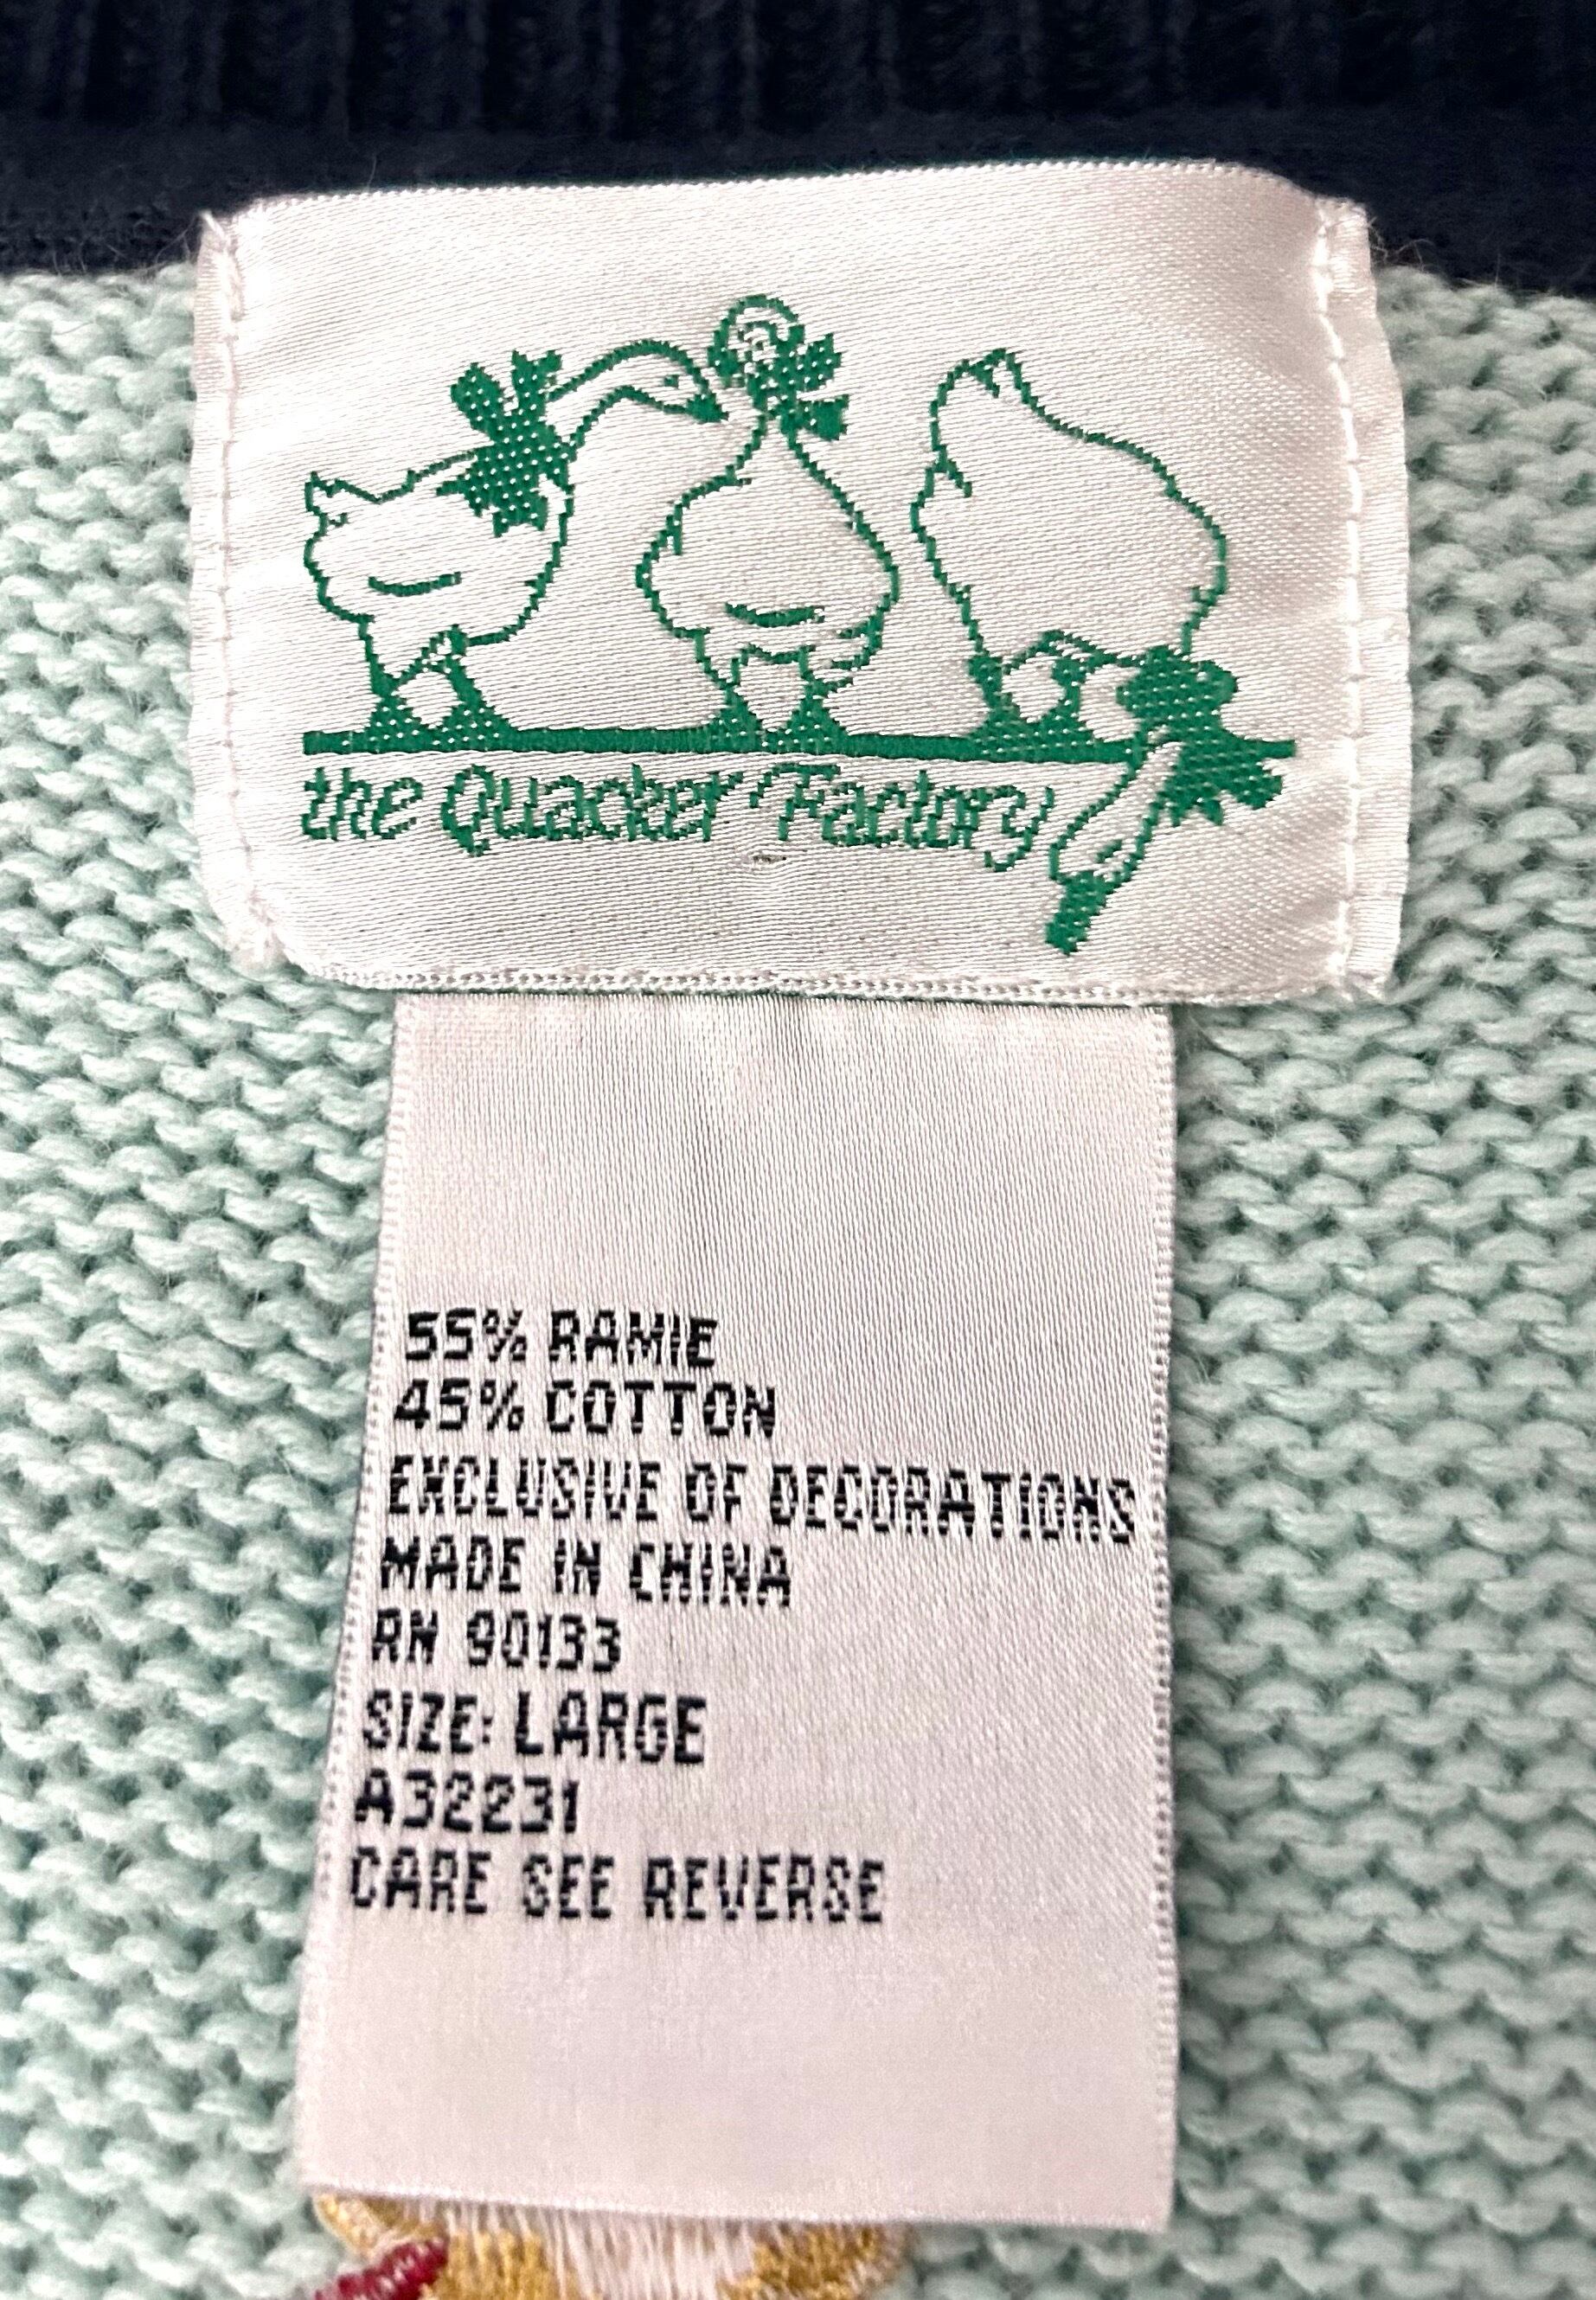 the Quacker Factory
55% RAMIE
45% COTTON
EXCLUSIVE OF DECORATIONS
MADE IN CHINA
RN 90133
SIZE: LARGE
A32231
CARE SEE REVERSE